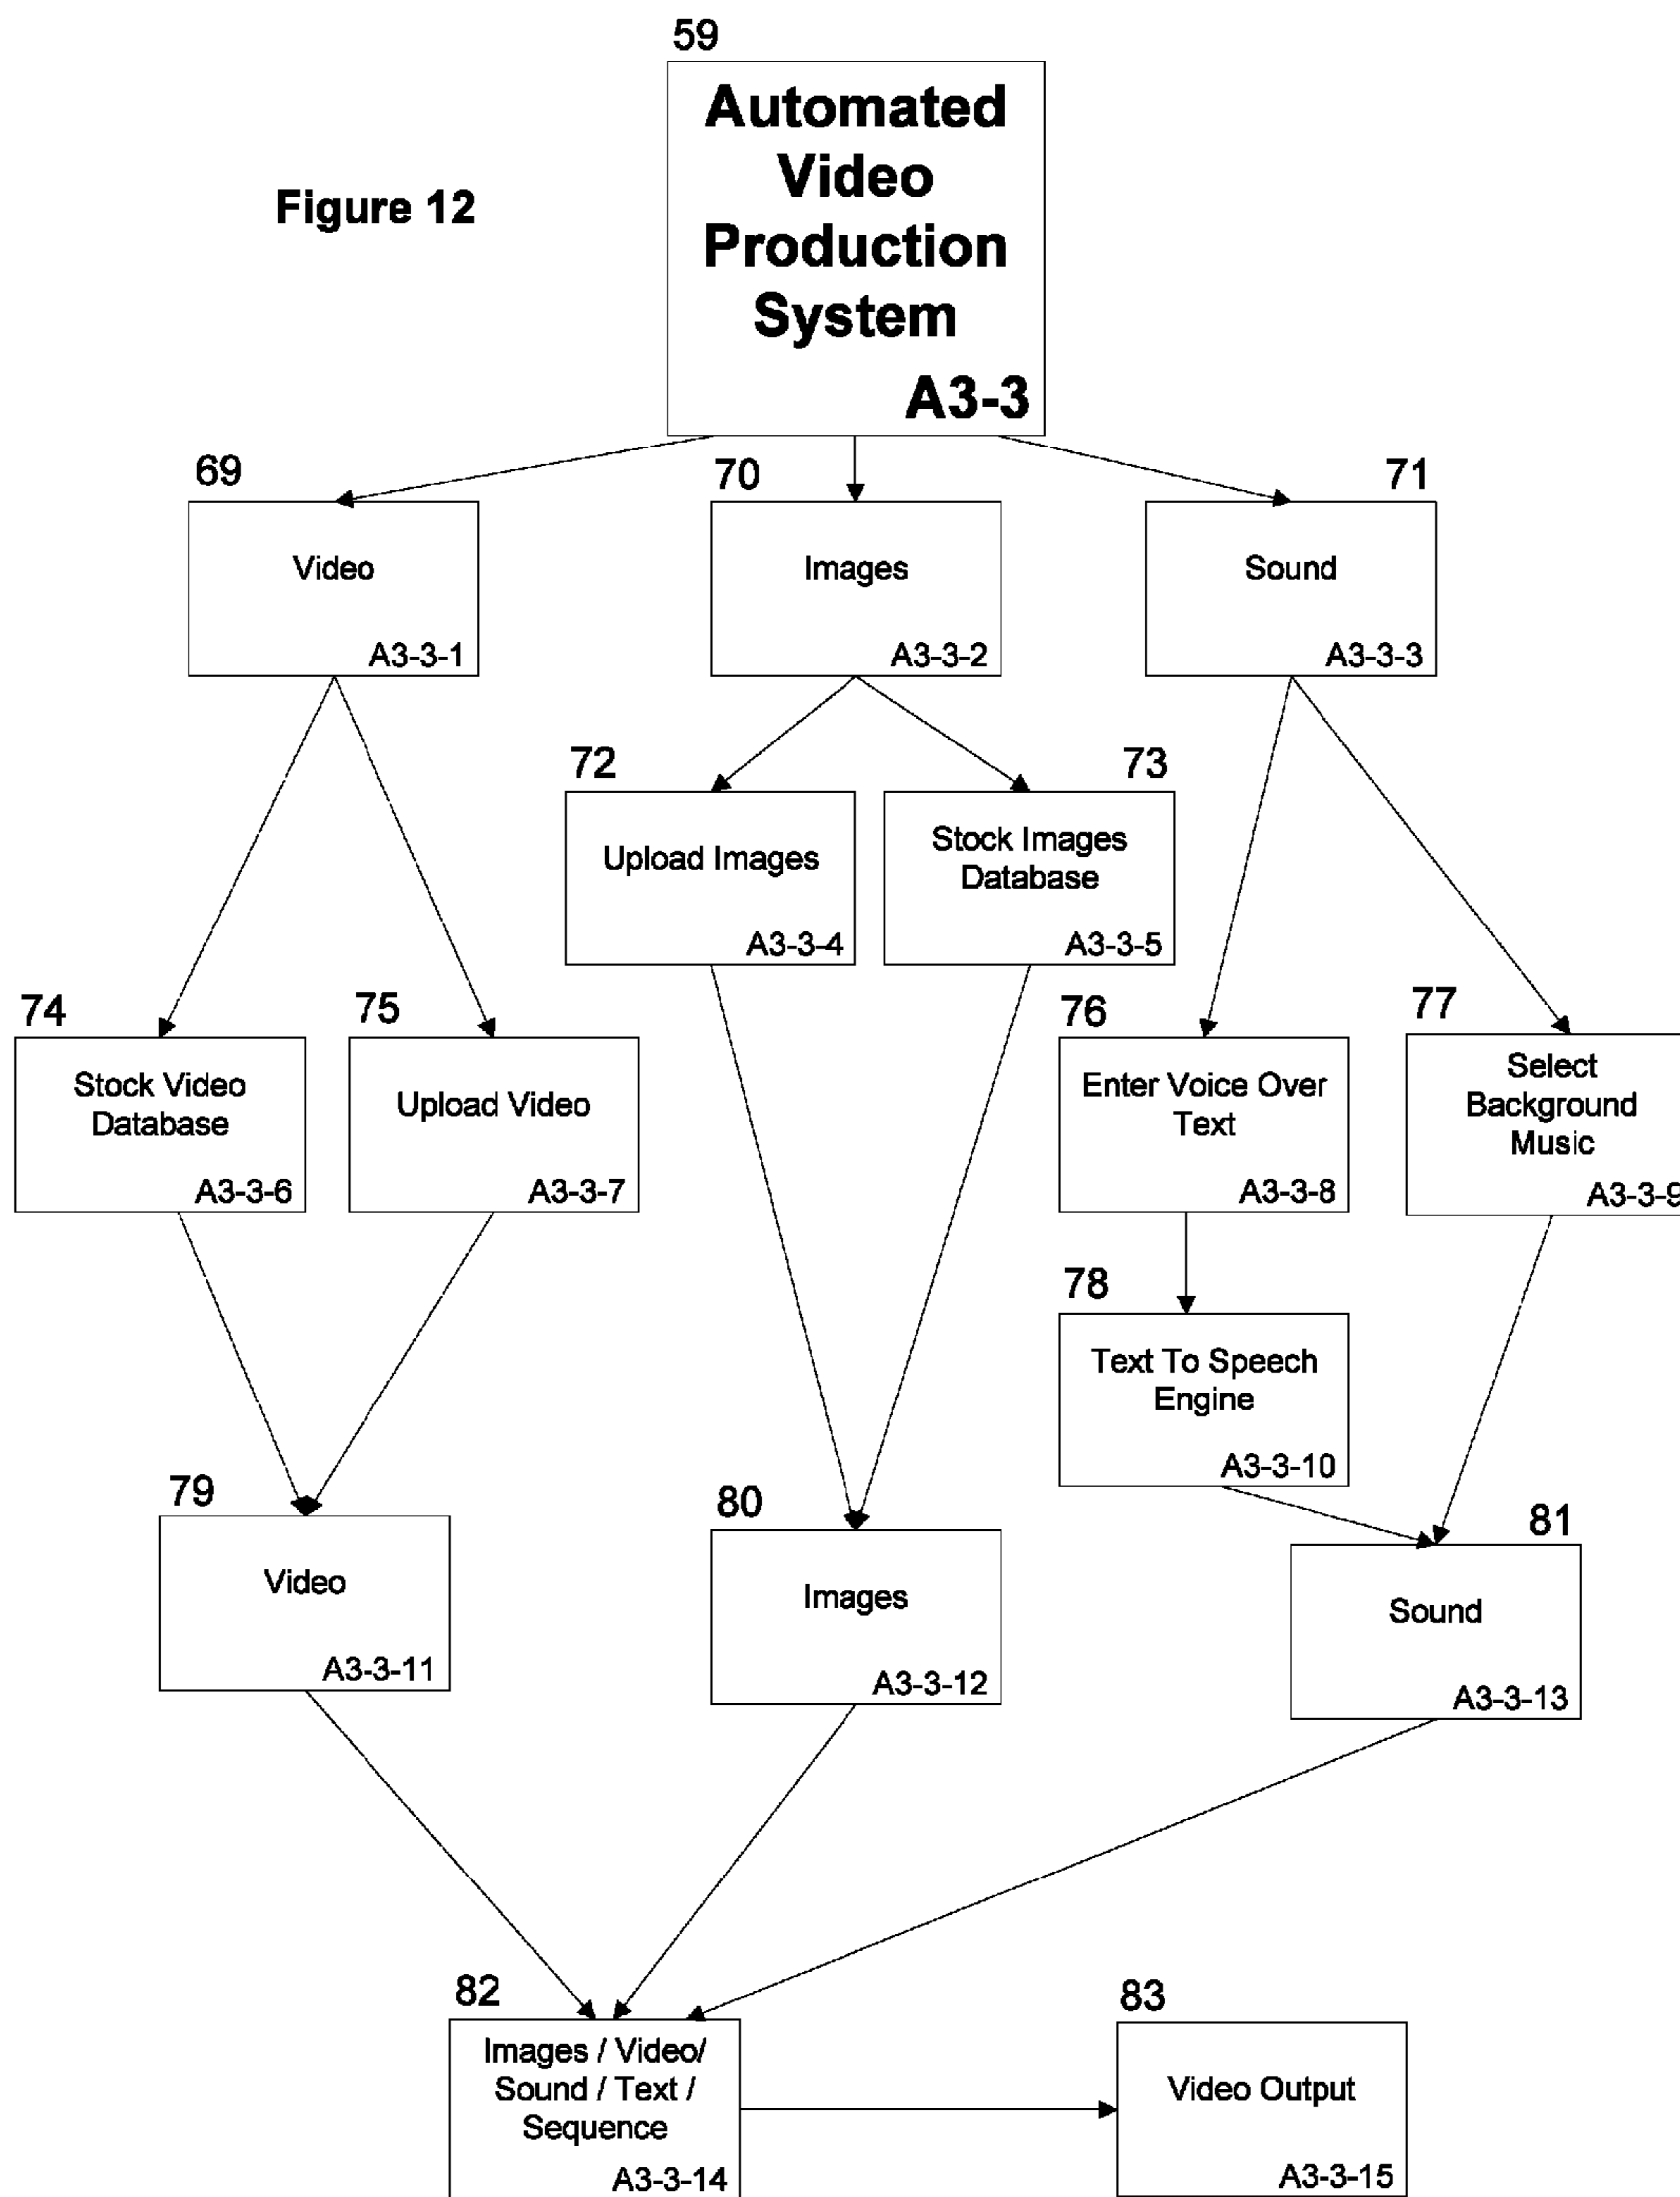 59
Automated
Video
Production
System
A3-3
Figure 12
69
Video
A3-3-1
70
Images
A3-3-2
71
Sound
A3-3-3
72
Upload Images
A3-3-4
73
Stock Images
Database
A3-3-5
74
Stock Video
Database
A3-3-6
75
Upload Video
A3-3-7
76
Enter Voice Over
Text
A3-3-8
77
Select
Background
Music
A3-3-9
78
Text To Speech
Engine
A3-3-10
79
Video
A3-3-11
80
Images
A3-3-12
81
Sound
A3-3-13
82
Images / Video/
Sound / Text /
Sequence
A3-3-14
83
Video Output
A3-3-15